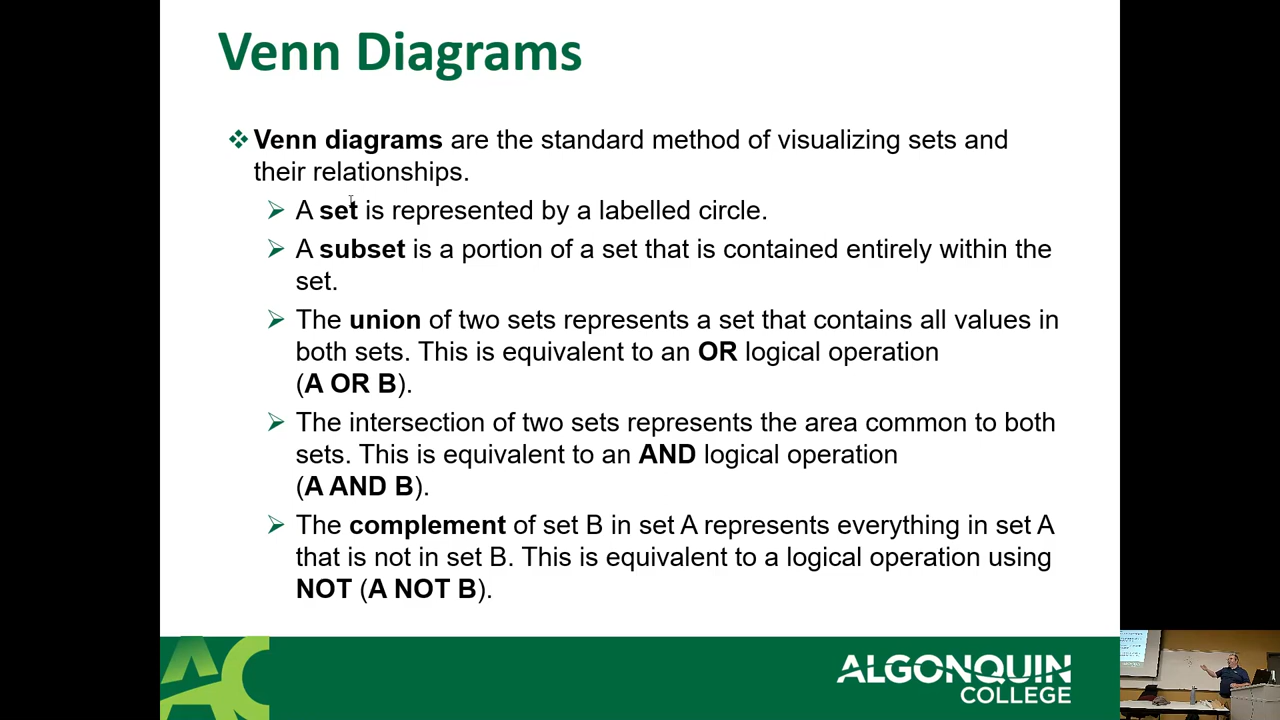 Venn Diagrams
Venn diagrams are the standard method of visualizing sets and
their relationships.
A set is represented by a labelled circle.
A subset is a portion of a set that is contained entirely within the
set.
The union of two sets represents a set that contains all values in
both sets. This is equivalent to an OR logical operation
(A OR B).
The intersection of two sets represents the area common to both
sets. This is equivalent to an AND logical operation
(A AND B).
The complement of set B in set A represents everything in set A
that is not in set B. This is equivalent to a logical operation using
NOT (A NOT B).
AC
ALGONQUIN
COLLEGE